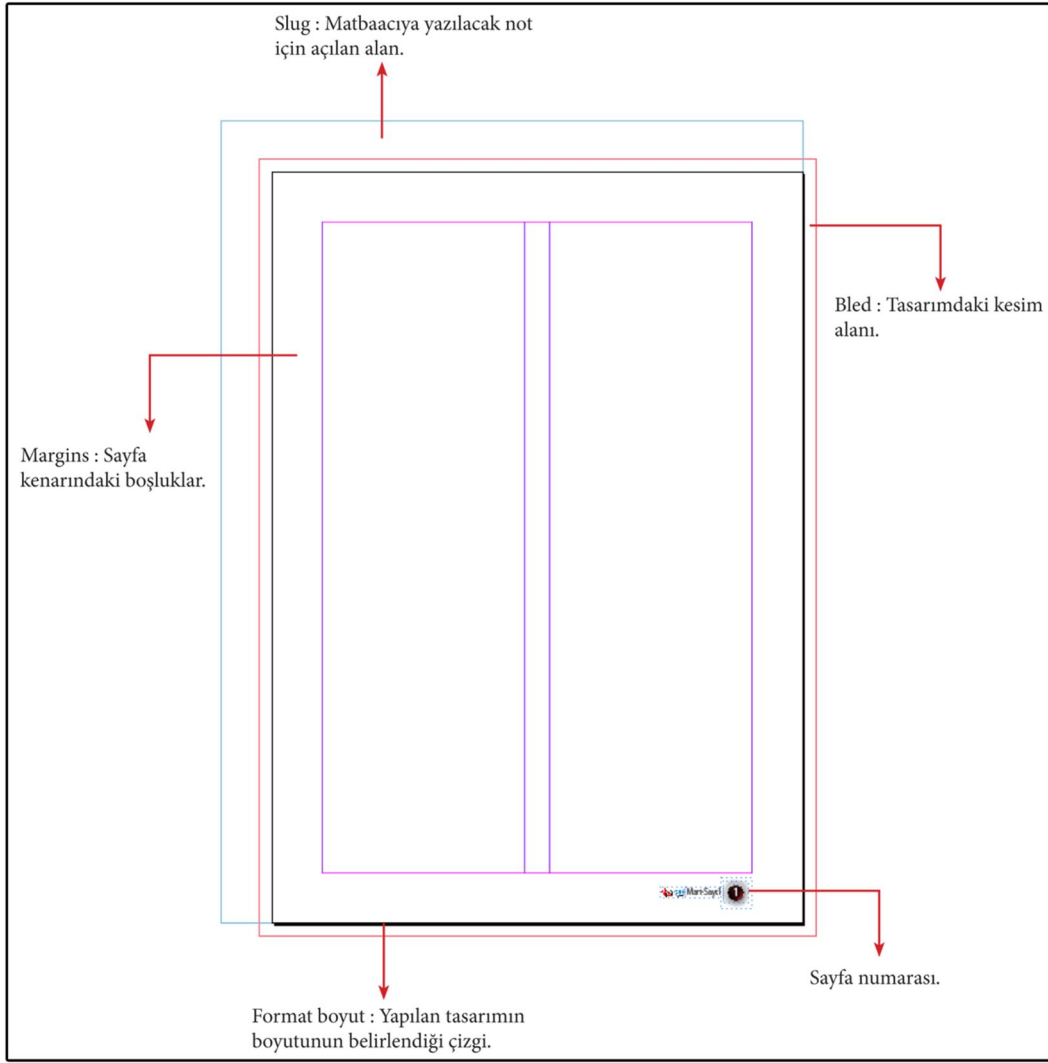 Slug : Matbaacıya yazılacak not
için açılan alan.
Bled : Tasarımdaki kesim
alanı.
Margins : Sayfa
kenarındaki boşluklar.
1
Sayfa numarası.
Format boyut : Yapılan tasarımın
boyutunun belirlendiği çizgi.